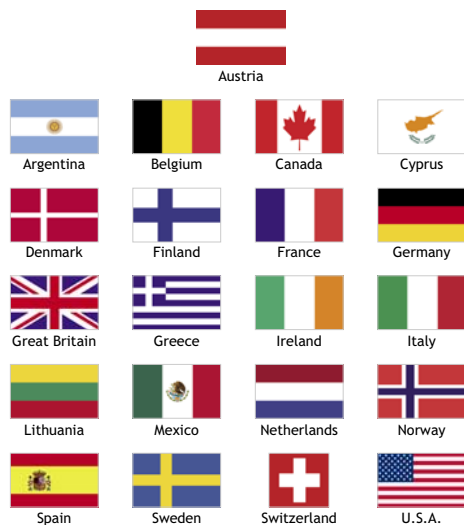 Austria
Argentina Belgium Canada Cyprus
Denmark Finland France Germany
Great Britain Greece Ireland Italy
Lithuania Mexico Netherlands Norway
Spain Sweden Switzerland U.S.A.